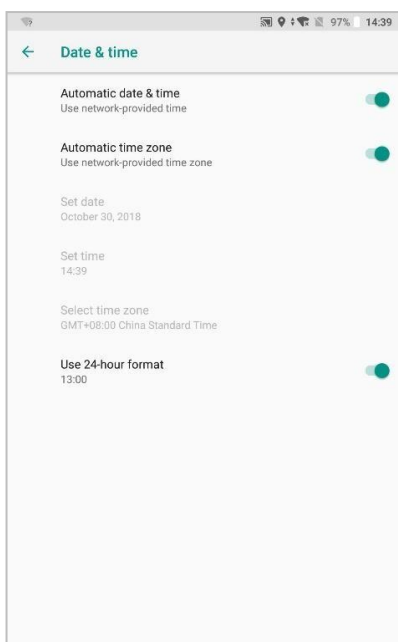 97% 14:39
Date & time
Automatic date & time
Use network-provided time
Automatic time zone
Use network-provided time zone
Set date
October 30, 2018
Set time
14:39
Select time zone
GMT+08:00 China Standard Time
Use 24-hour format
13:00